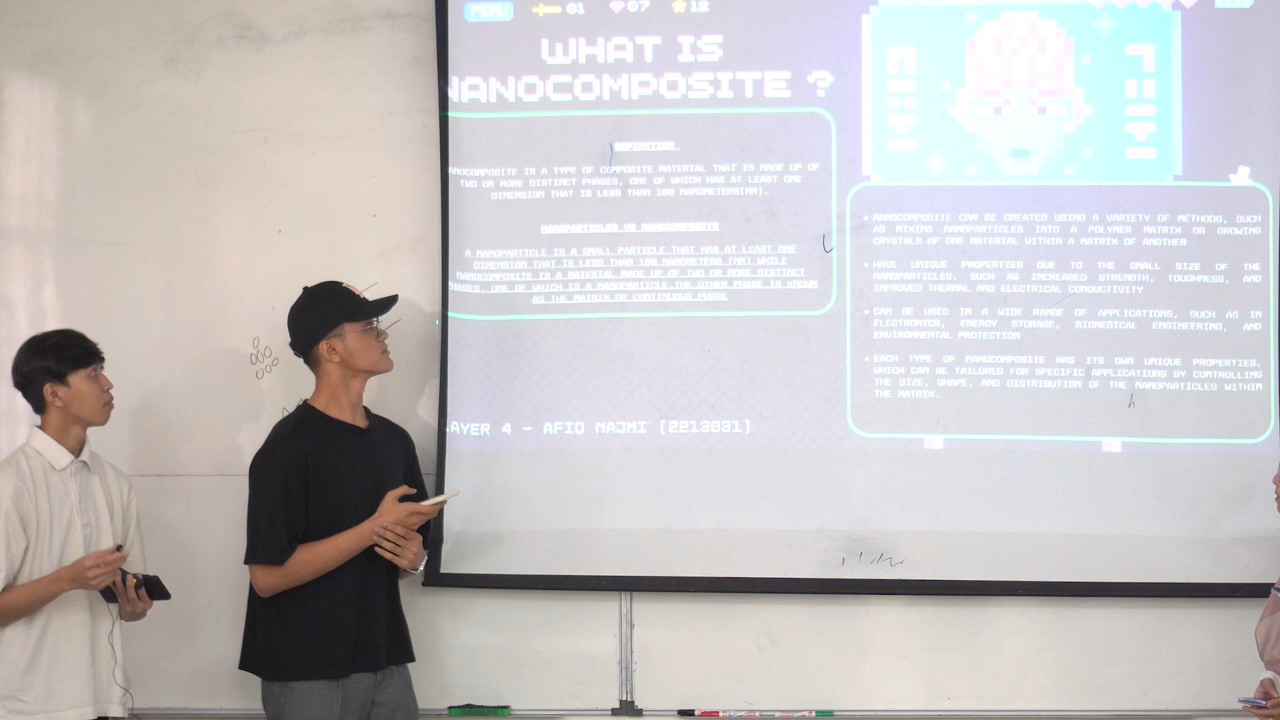 MENU
01
07
12
WHAT IS
NANOCOMPOSITE ?
DEFINITION
NANOCOMPOSITE IS A TYPE OF COMPOSITE MATERIAL THAT IS MADE UP OF
TWO OR MORE DISTINCT PHASES, ONE OF WHICH HAS AT LEAST ONE
DIMENSION THAT IS LESS THAN 100 NANOMETERS(NM).
NANOPARTICLES VS NANOCOMPOSITE
A NANOPARTICLE IS A SMALL PARTICLE THAT HAS AT LEAST ONE
DIMENSION THAT IS LESS THAN 100 NANOMETERS (NM) WHILE
NANOCOMPOSITE IS A MATERIAL MADE UP OF TWO OR MORE DISTINCT
PHASES, ONE OF WHICH IS A NANOPARTICLE.THE OTHER PHASE IS KNOWN
AS THE MATRIX OR CONTINUOUS PHASE
AYER 4 - AFIQ NAJMI (2213031)
• NANOCOMPOSITE CAN BE CREATED USING A VARIETY OF METHODS, SUCH
AS MIXING NANOPARTICLES INTO A POLYMER MATRIX OR GROWING
CRYSTALS OF ONE MATERIAL WITHIN A MATRIX OF ANOTHER
• HAVE UNIQUE PROPERTIES DUE TO THE SMALL SIZE OF THE
NANOPARTICLES, SUCH AS INCREASED STRENGTH, TOUGHNESS, AND
IMPROVED THERMAL AND ELECTRICAL CONDUCTIVITY
• CAN BE USED IN A WIDE RANGE OF APPLICATIONS, SUCH AS IN
ELECTRONICS, ENERGY STORAGE, BIOMEDICAL ENGINEERING, AND
ENVIRONMENTAL PROTECTION
• EACH TYPE OF NANOCOMPOSITE HAS ITS OWN UNIQUE PROPERTIES,
WHICH CAN BE TAILORED FOR SPECIFIC APPLICATIONS BY CONTROLLING
THE SIZE, SHAPE, AND DISTRIBUTION OF THE NANOPARTICLES WITHIN
THE MATRIX.